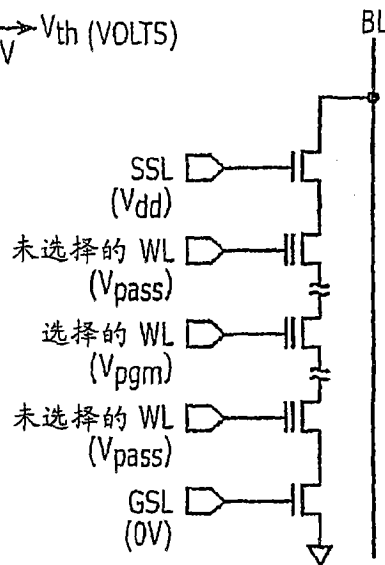 V
Vth (VOLTS)
BL
SSL
(Vdd)
未选择的 WL
(Vpass)
选择的 WL
(Vpgm)
未选择的 WL
(Vpass)
GSL
(0V)